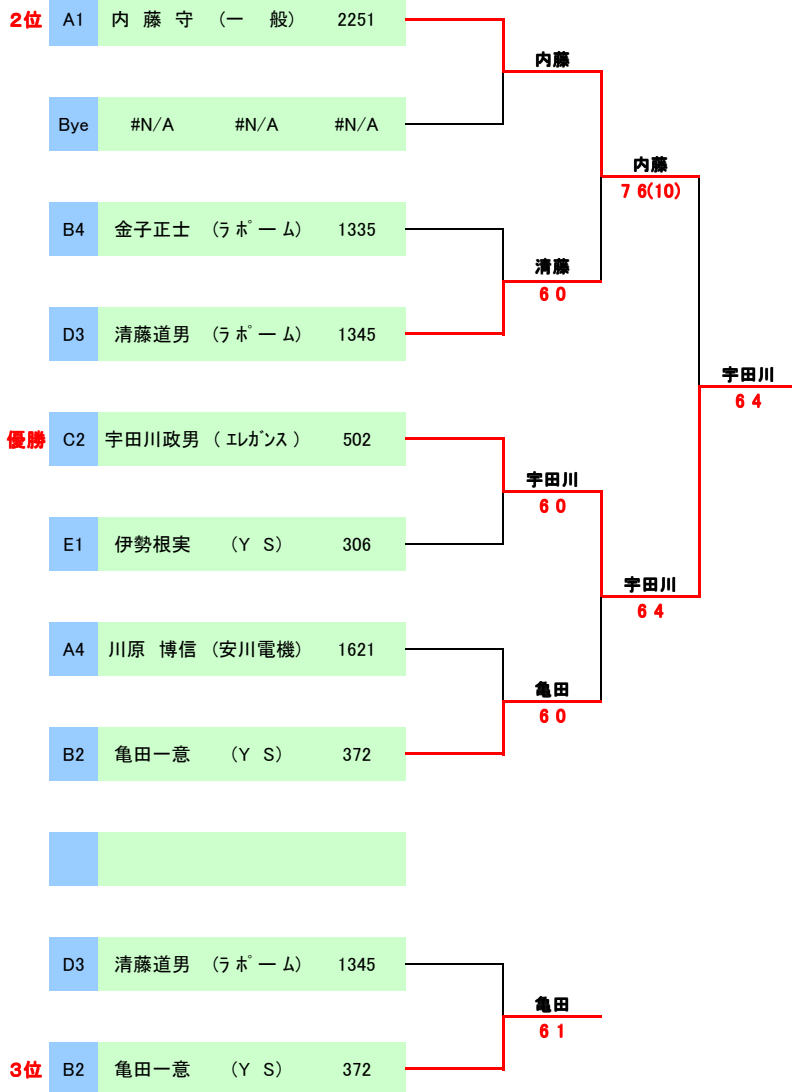 2位 A1 内 藤 守 (一 般) 2251
内藤
Bye #N/A #N/A #N/A
内藤
7 6(10)
B4 金子正士 (ラポーム) 1335
清藤
6 0
D3 清藤道男 (ラポーム) 1345
宇田川
6 4
優勝 C2 宇田川政男 (エレガンス) 502
宇田川
6 0
E1 伊勢根実 (Y S) 306
宇田川
6 4
A4 川原 博信 (安川電機) 1621
亀田
6 0
B2 亀田一意 (Y S) 372
D3 清藤道男 (ラポーム) 1345
亀田
6 1
3位 B2 亀田一意 (Y S) 372